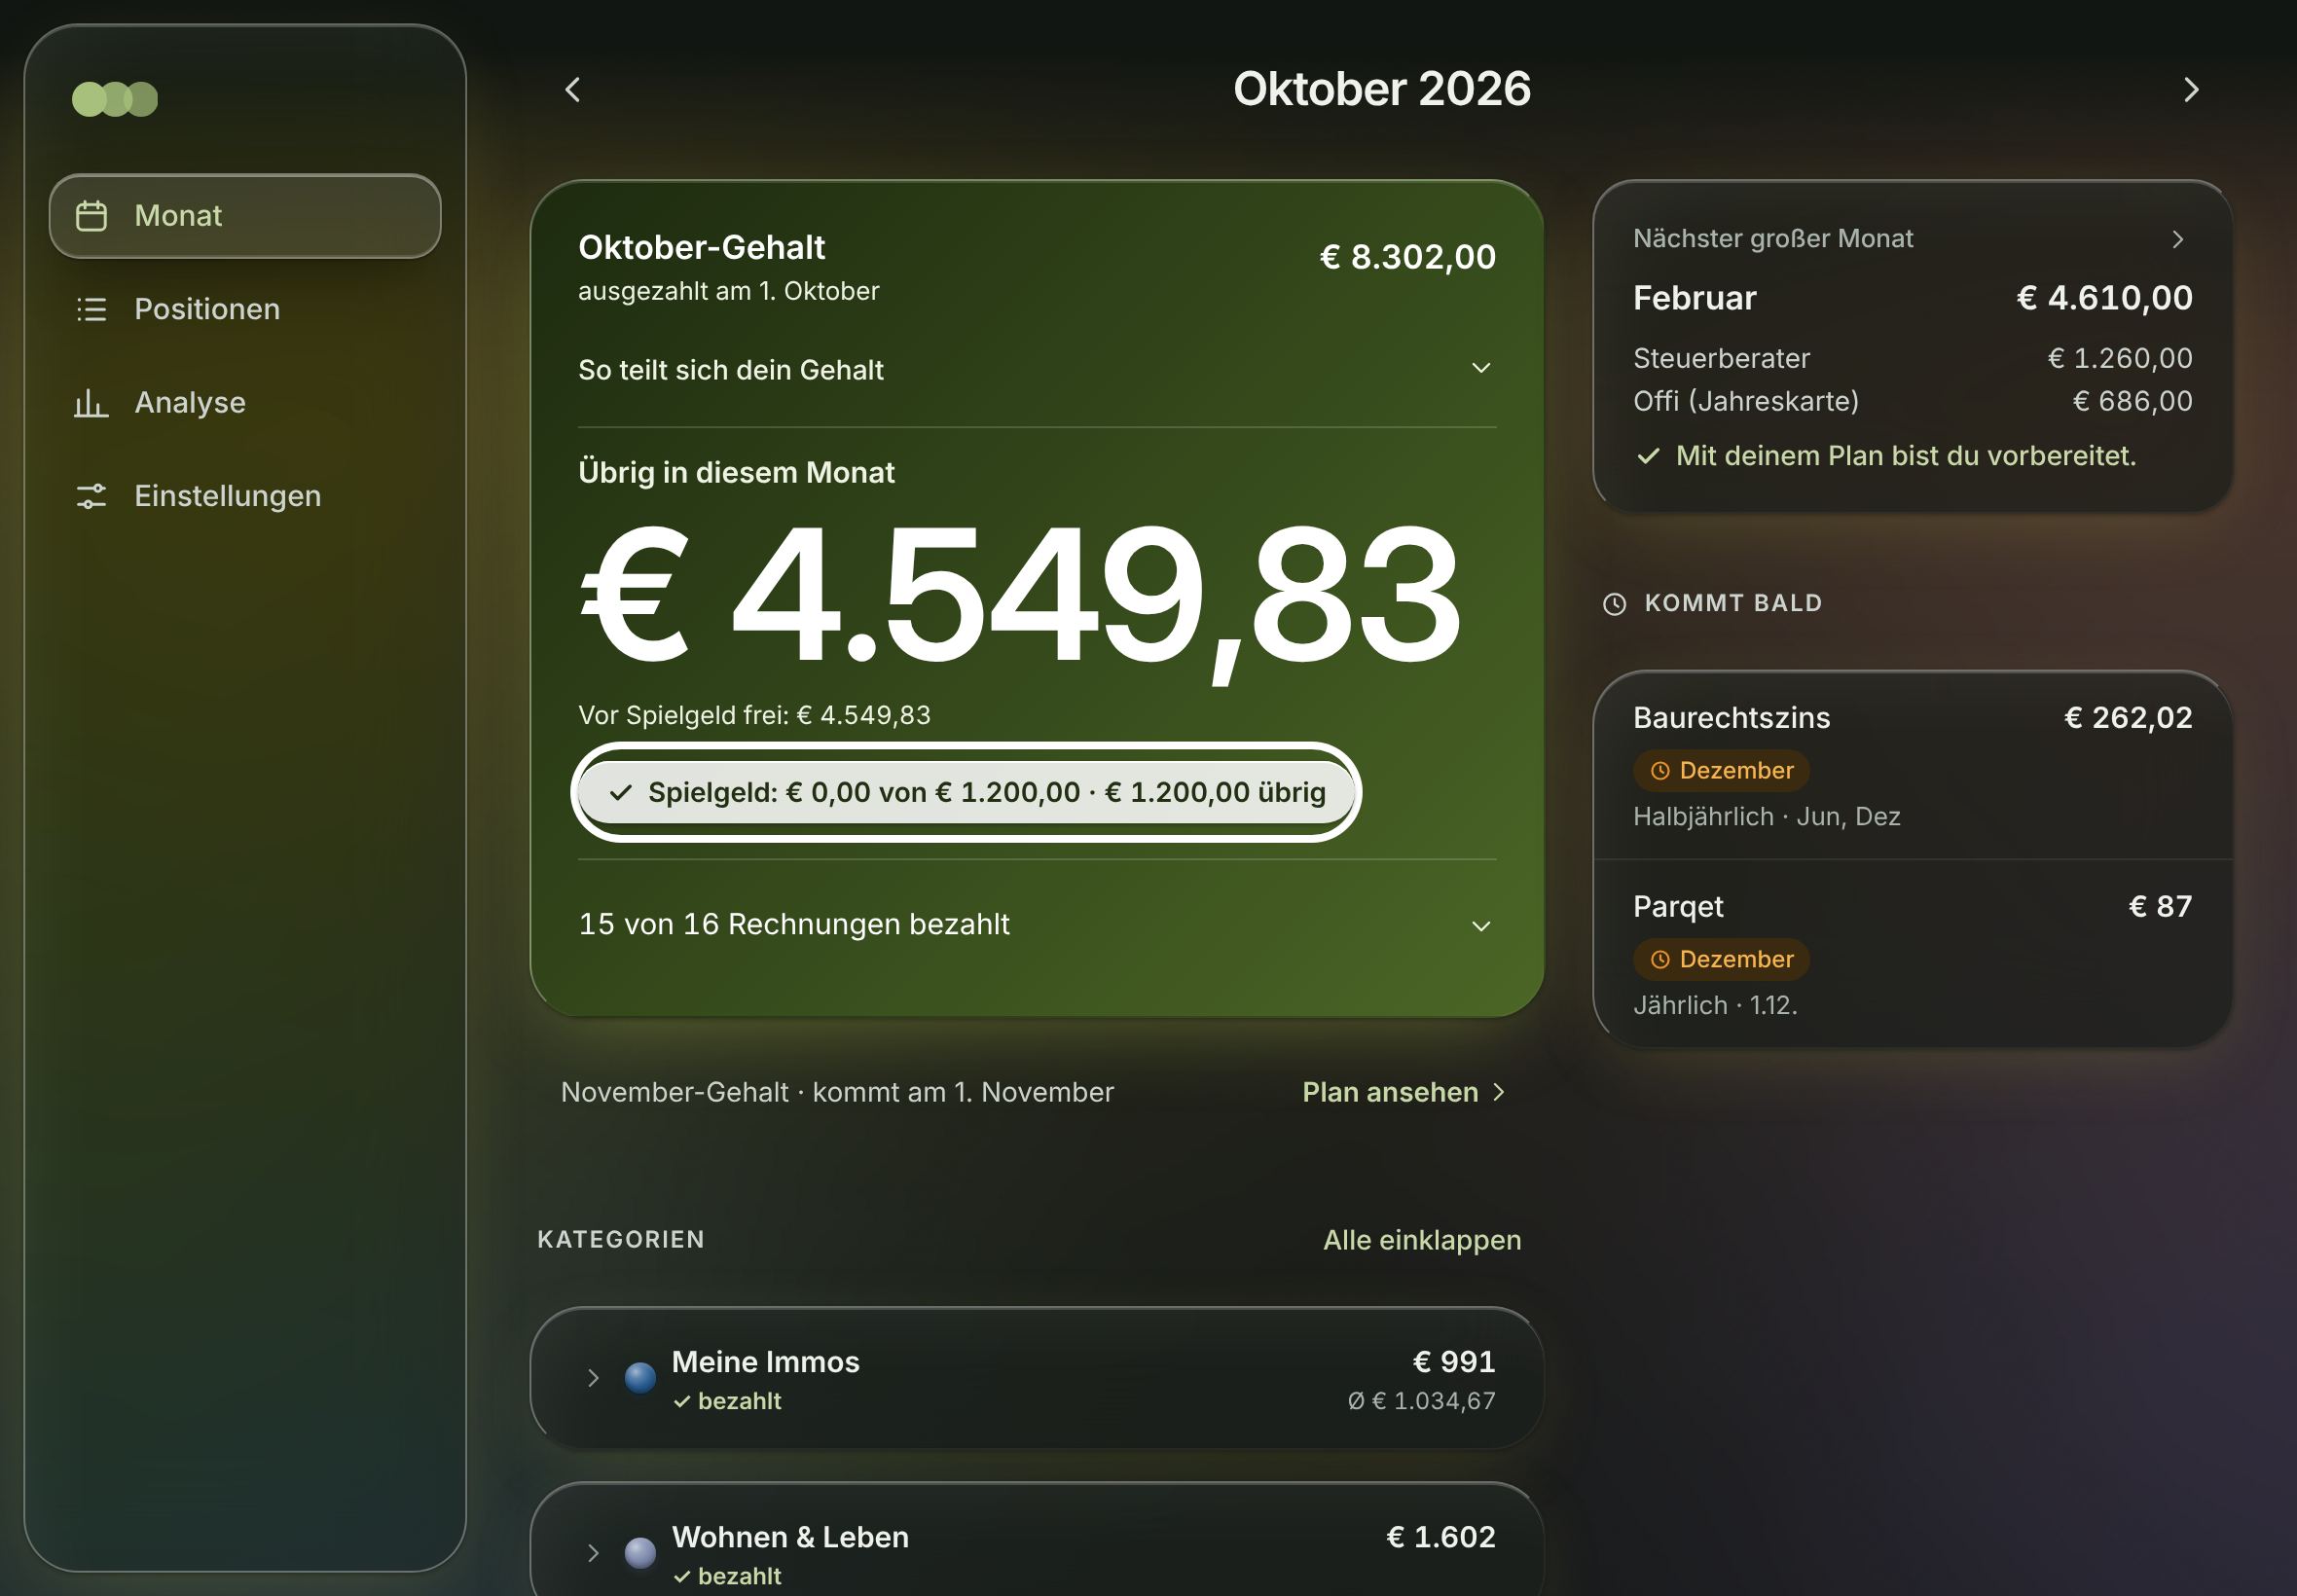 Monat
Positionen
Analyse
Einstellungen
Oktober 2026
Oktober-Gehalt
€ 8.302,00
ausgezahlt am 1. Oktober
So teilt sich dein Gehalt
Übrig in diesem Monat
€ 4.549,83
Vor Spielgeld frei: € 4.549,83
Spielgeld: € 0,00 von € 1.200,00 · € 1.200,00 übrig
15 von 16 Rechnungen bezahlt
November-Gehalt · kommt am 1. November
Plan ansehen
KATEGORIEN
Alle einklappen
Meine Immos
€ 991
bezahlt
Ø € 1.034,67
Wohnen & Leben
€ 1.602
bezahlt
Nächster großer Monat
Februar
€ 4.610,00
Steuerberater
€ 1.260,00
Offi (Jahreskarte)
€ 686,00
Mit deinem Plan bist du vorbereitet.
KOMMT BALD
Baurechtszins
€ 262,02
Dezember
Halbjährlich · Jun, Dez
Parqet
€ 87
Dezember
Jährlich · 1.12.